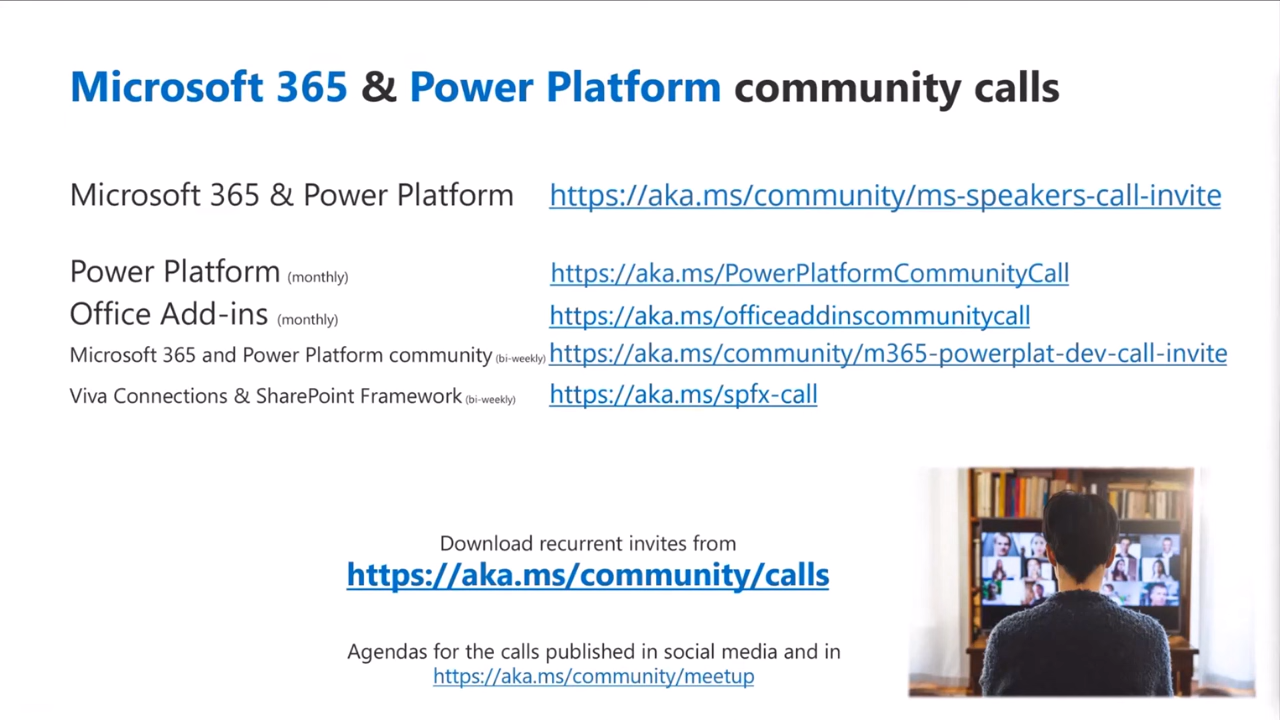 Microsoft 365 & Power Platform community calls
Microsoft 365 & Power Platform https://aka.ms/community/ms-speakers-call-invite
Power Platform (monthly) https://aka.ms/PowerPlatformCommunityCall
Office Add-ins (monthly) https://aka.ms/officeaddinscommunitycall
Microsoft 365 and Power Platform community (bi-weekly) https://aka.ms/community/m365-powerplat-dev-call-invite
Viva Connections & SharePoint Framework (bi-weekly) https://aka.ms/spfx-call
Download recurrent invites from
https://aka.ms/community/calls
Agendas for the calls published in social media and in
https://aka.ms/community/meetup